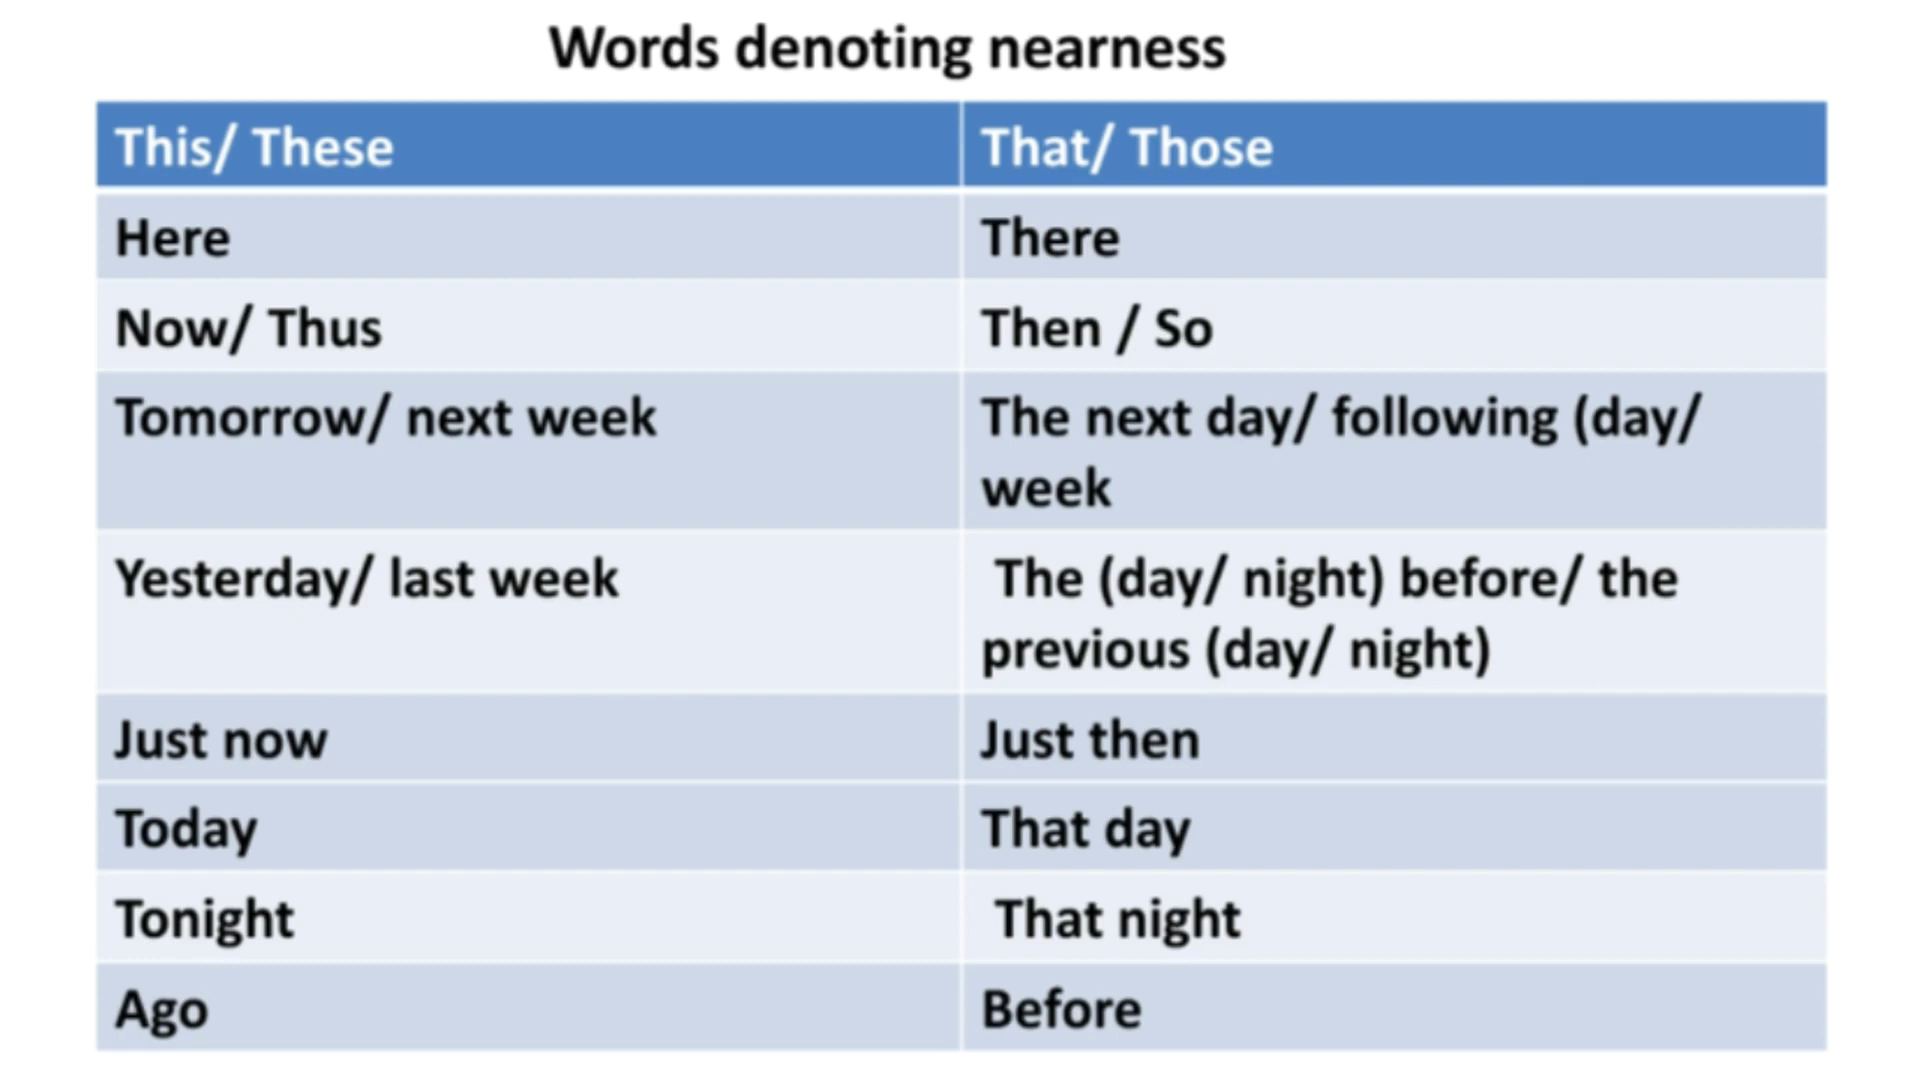 Words denoting nearness
This/ These That/ Those
Here There
Now/ Thus Then / So
Tomorrow/ next week The next day/ following (day/
week
Yesterday/ last week The (day/ night) before/ the
previous (day/ night)
Just now Just then
Today That day
Tonight That night
Ago Before